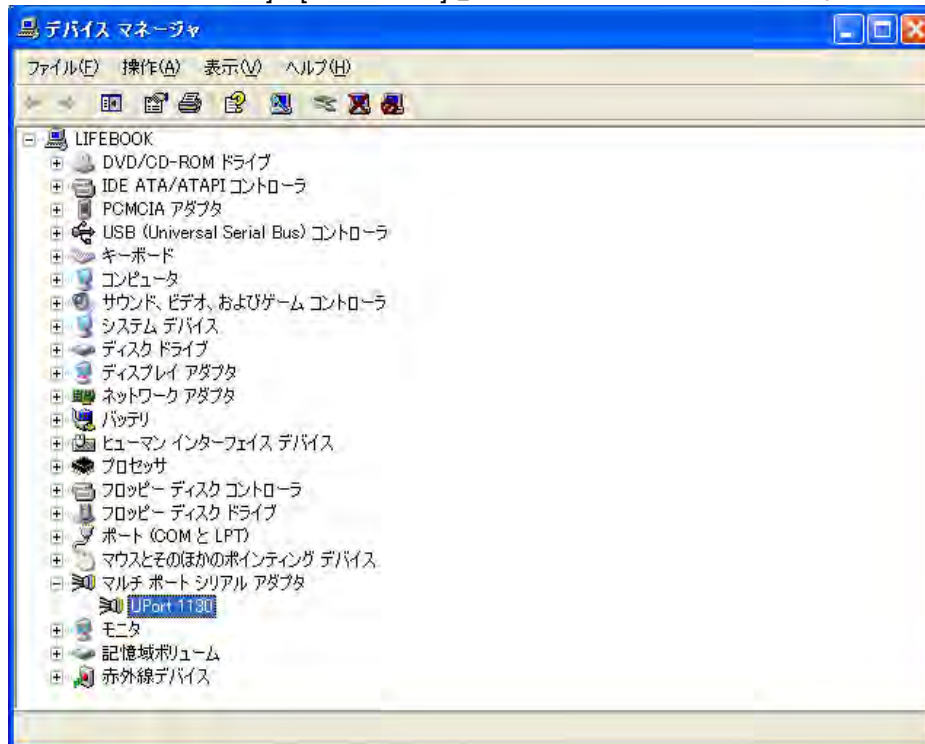 デバイス マネージャ
ファイル(F) 操作(A) 表示(V) ヘルプ(H)
LIFEBOOK
DVD/CD-ROM ドライブ
IDE ATA/ATAPI コントローラ
PCMCIA アダプタ
USB (Universal Serial Bus) コントローラ
キーボード
コンピュータ
サウンド、ビデオ、およびゲーム コントローラ
システム デバイス
ディスク ドライブ
ディスプレイ アダプタ
ネットワーク アダプタ
バッテリ
ヒューマン インターフェイス デバイス
プロセッサ
フロッピー ディスク コントローラ
フロッピー ディスク ドライブ
ポート (COM と LPT)
マウスとそのほかのポインティング デバイス
マルチ ポート シリアル アダプタ
UPort 1130
モニタ
記憶域ボリューム
赤外線デバイス